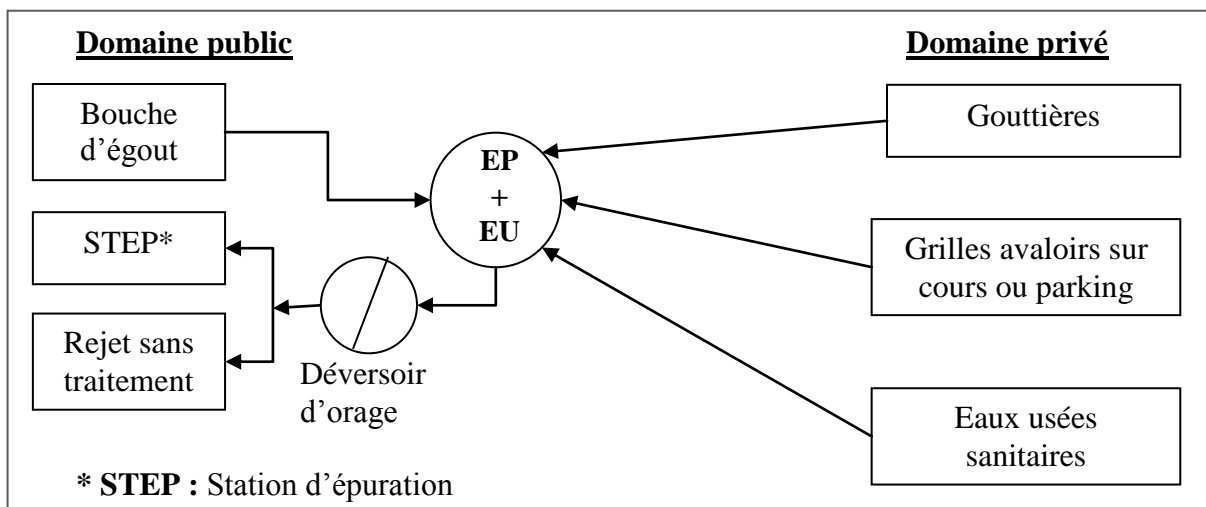 Domaine public
Domaine privé
Bouche
d’égout
Gouttières
EP
+
EU
STEP*
Grilles avaloirs sur
cours ou parking
Rejet sans
traitement
Déversoir
d’orage
Eaux usées
sanitaires
* STEP : Station d’épuration